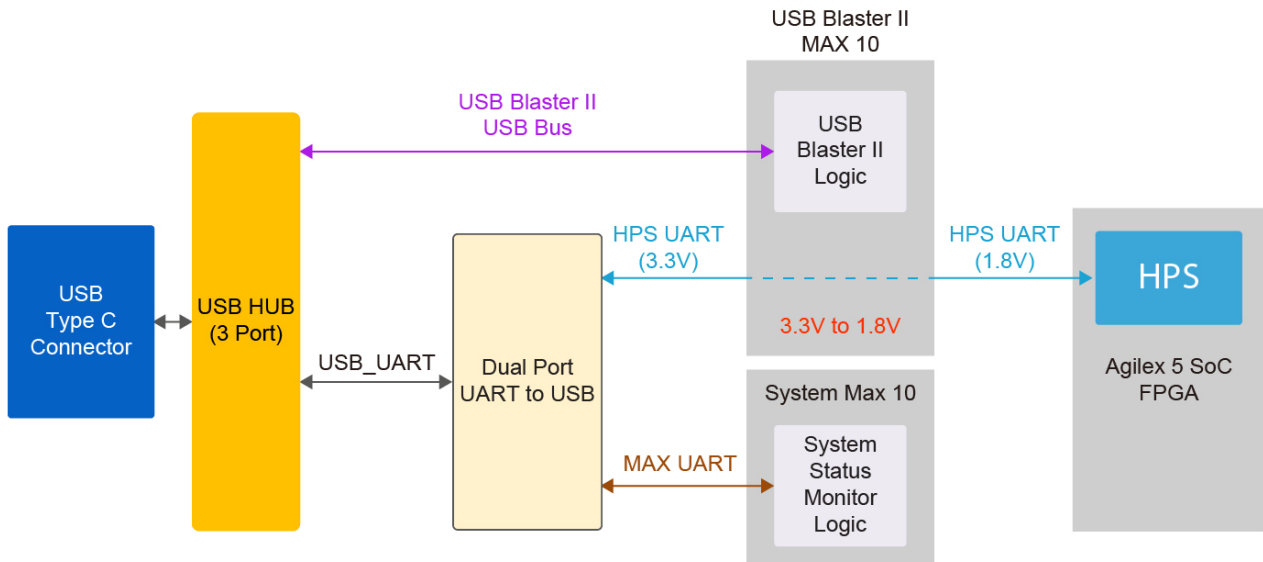 USB Blaster II
MAX 10
USB Blaster II
USB Bus
USB
Blaster II
Logic
HPS UART
(3.3V)
HPS UART
(1.8V)
HPS
USB
Type C
Connector
USB HUB
(3 Port)
3.3V to 1.8V
USB_UART
Dual Port
UART to USB
Agilex 5 SoC
FPGA
System Max 10
MAX UART
System
Status
Monitor
Logic